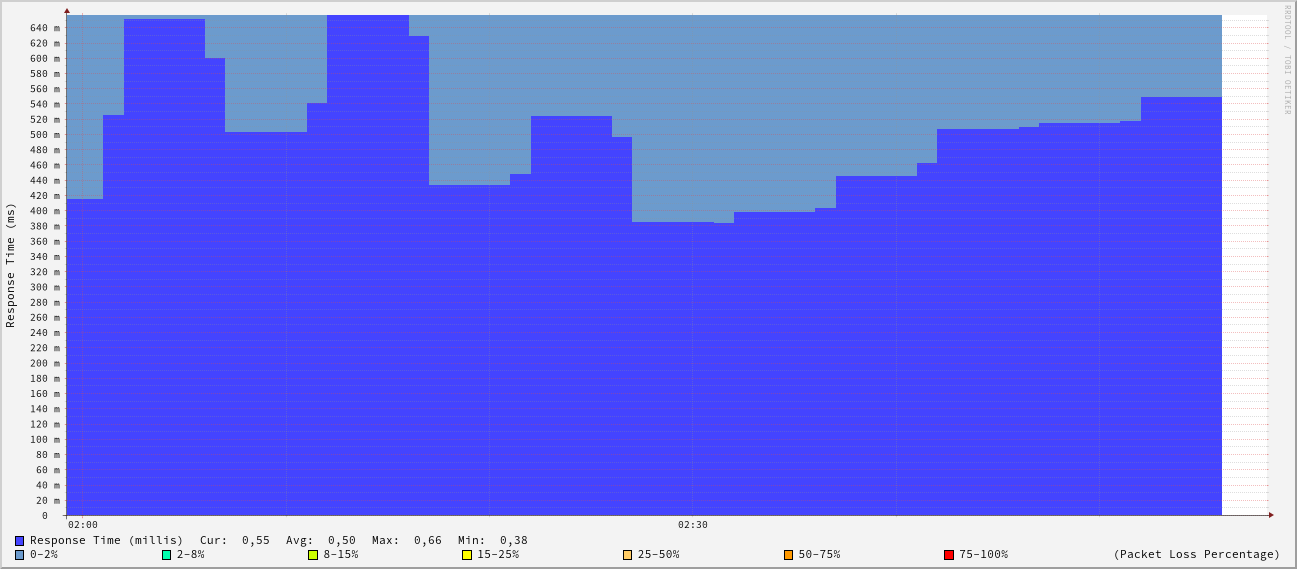 RRDTOOL / TOBI OETIKER
Response Time (ms)
640 m
620 m
600 m
580 m
560 m
540 m
520 m
500 m
480 m
460 m
440 m
420 m
400 m
380 m
360 m
340 m
320 m
300 m
280 m
260 m
240 m
220 m
200 m
180 m
160 m
140 m
120 m
100 m
80 m
60 m
40 m
20 m
0
02:00 02:30
Response Time (millis) Cur: 0,55 Avg: 0,50 Max: 0,66 Min: 0,38
0-2% 2-8% 8-15% 15-25% 25-50% 50-75% 75-100% (Packet Loss Percentage)